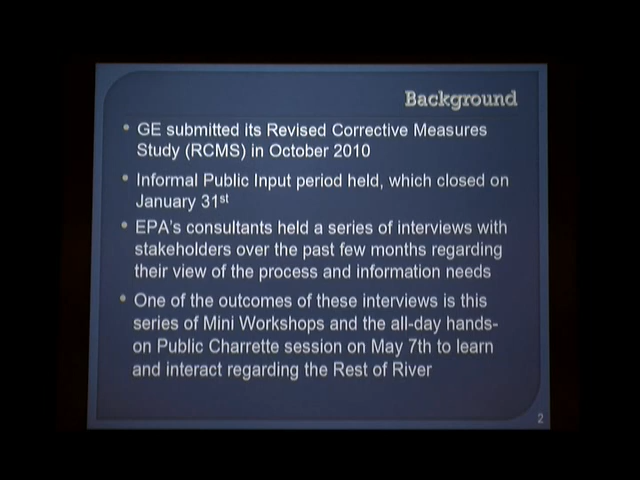 Background
• GE submitted its Revised Corrective Measures
Study (RCMS) in October 2010
• Informal Public Input period held, which closed on
January 31st
• EPA's consultants held a series of interviews with
stakeholders over the past few months regarding
their view of the process and information needs
• One of the outcomes of these interviews is this
series of Mini Workshops and the all-day hands-
on Public Charrette session on May 7th to learn
and interact regarding the Rest of River
2